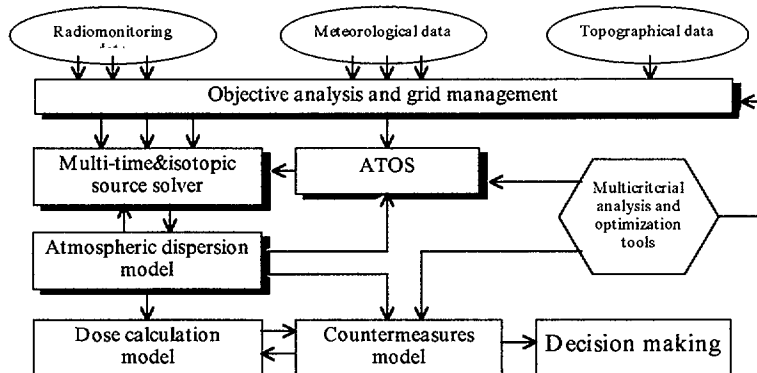 Radiomonitoring
Meteorological data
Topographical data
Objective analysis and grid management
Multi-time&isotopic
source solver
ATOS
Multicriterial
analysis and
optimization
tools
Atmospheric dispersion
model
Dose calculation
model
Countermeasures
model
Decision making